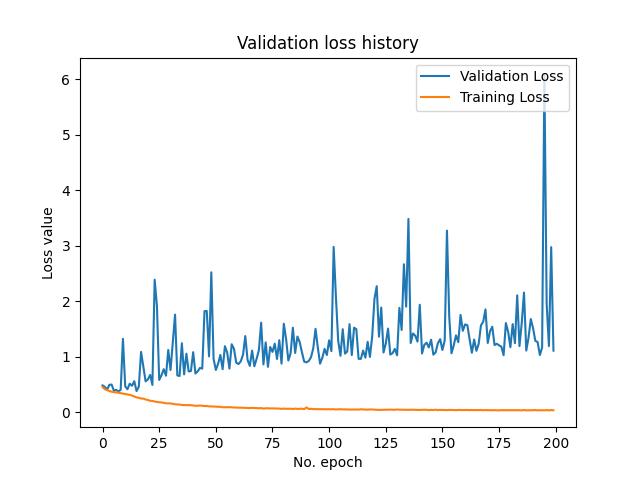 Validation loss history
Validation Loss
Training Loss
6
5
4
3
2
1
0
Loss value
0 25 50 75 100 125 150 175 200
No. epoch